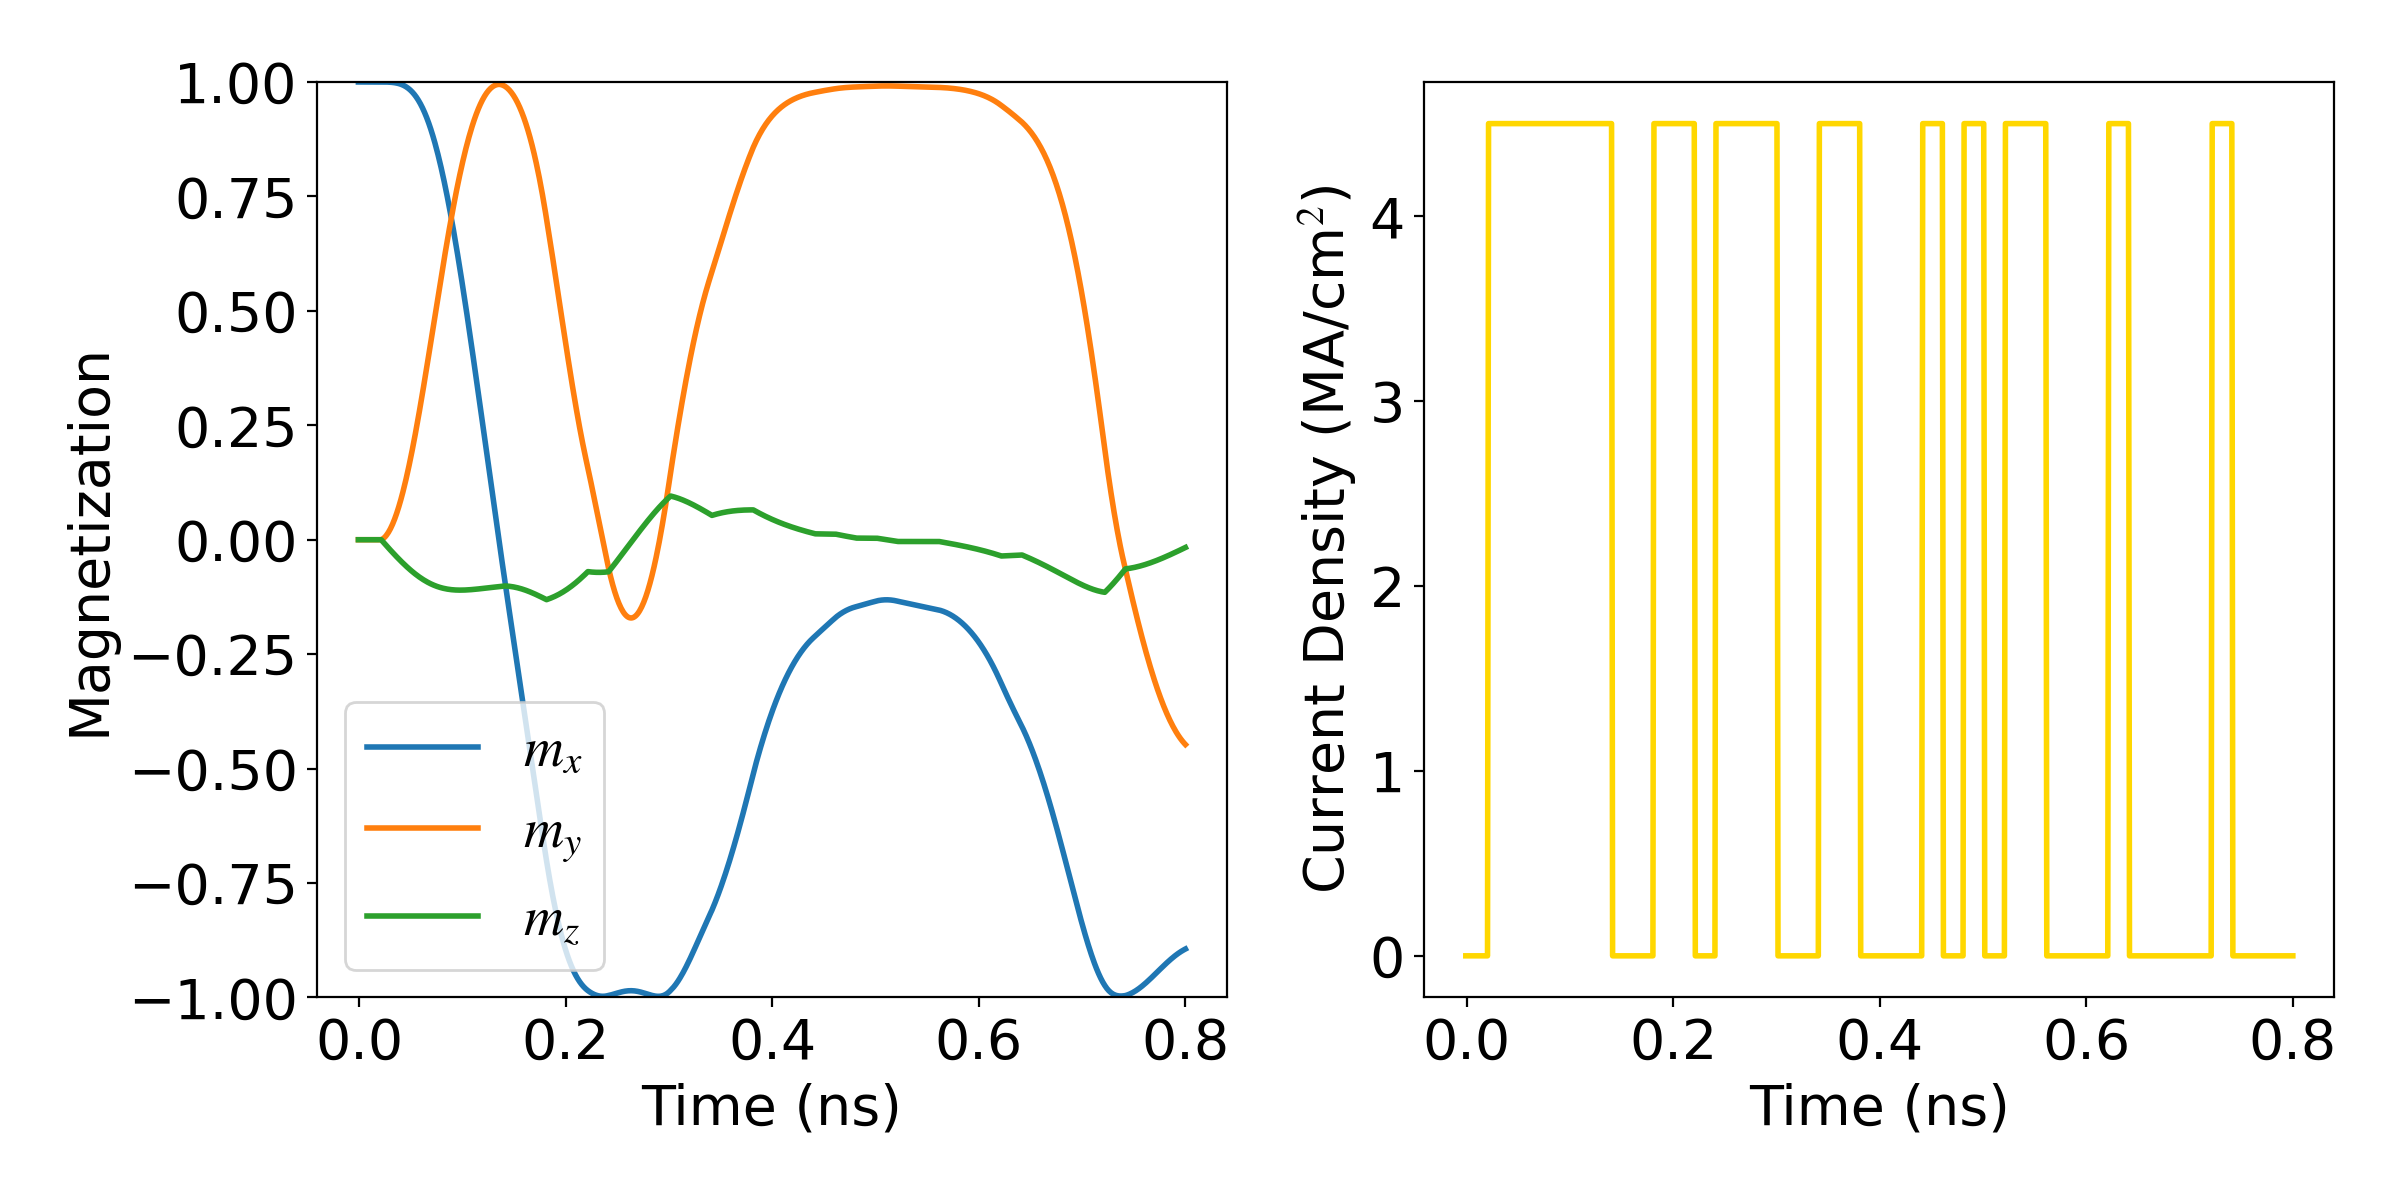 1.00
0.75
0.50
0.25
0.00
−0.25
−0.50
−0.75
−1.00
Magnetization
m_x
m_y
m_z
0.0 0.2 0.4 0.6 0.8
Time (ns)
4
3
2
1
0
Current Density (MA/cm²)
0.0 0.2 0.4 0.6 0.8
Time (ns)